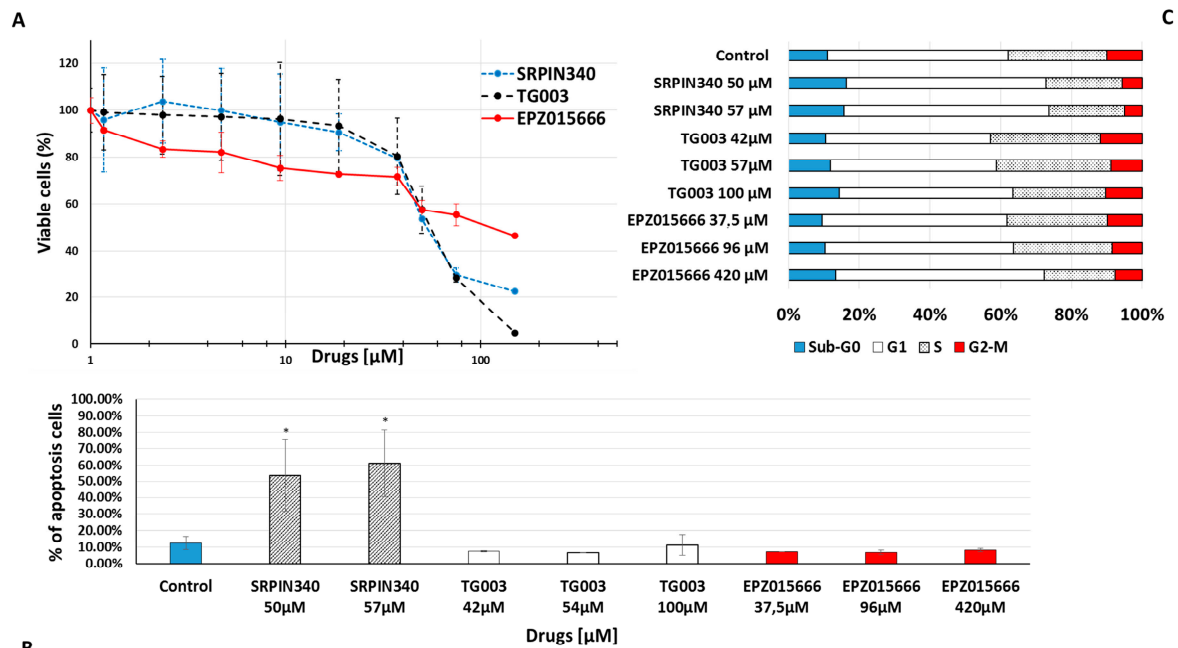 A
120
100
80
60
40
20
0
Viable cells (%)
1
10
100
Drugs [µM]
SRPIN340
TG003
EPZ015666
C
Control
SRPIN340 50 µM
SRPIN340 57 µM
TG003 42µM
TG003 57µM
TG003 100 µM
EPZ015666 37,5 µM
EPZ015666 96 µM
EPZ015666 420 µM
0% 20% 40% 60% 80% 100%
Sub-G0 G1 S G2-M
% of apoptosis cells
100.00%
90.00%
80.00%
70.00%
60.00%
50.00%
40.00%
30.00%
20.00%
10.00%
0.00%
* *
Control SRPIN340 SRPIN340 TG003 TG003 TG003 EPZ015666 EPZ015666 EPZ015666
50µM 57µM 42µM 54µM 100µM 37,5µM 96µM 420µM
Drugs [µM]